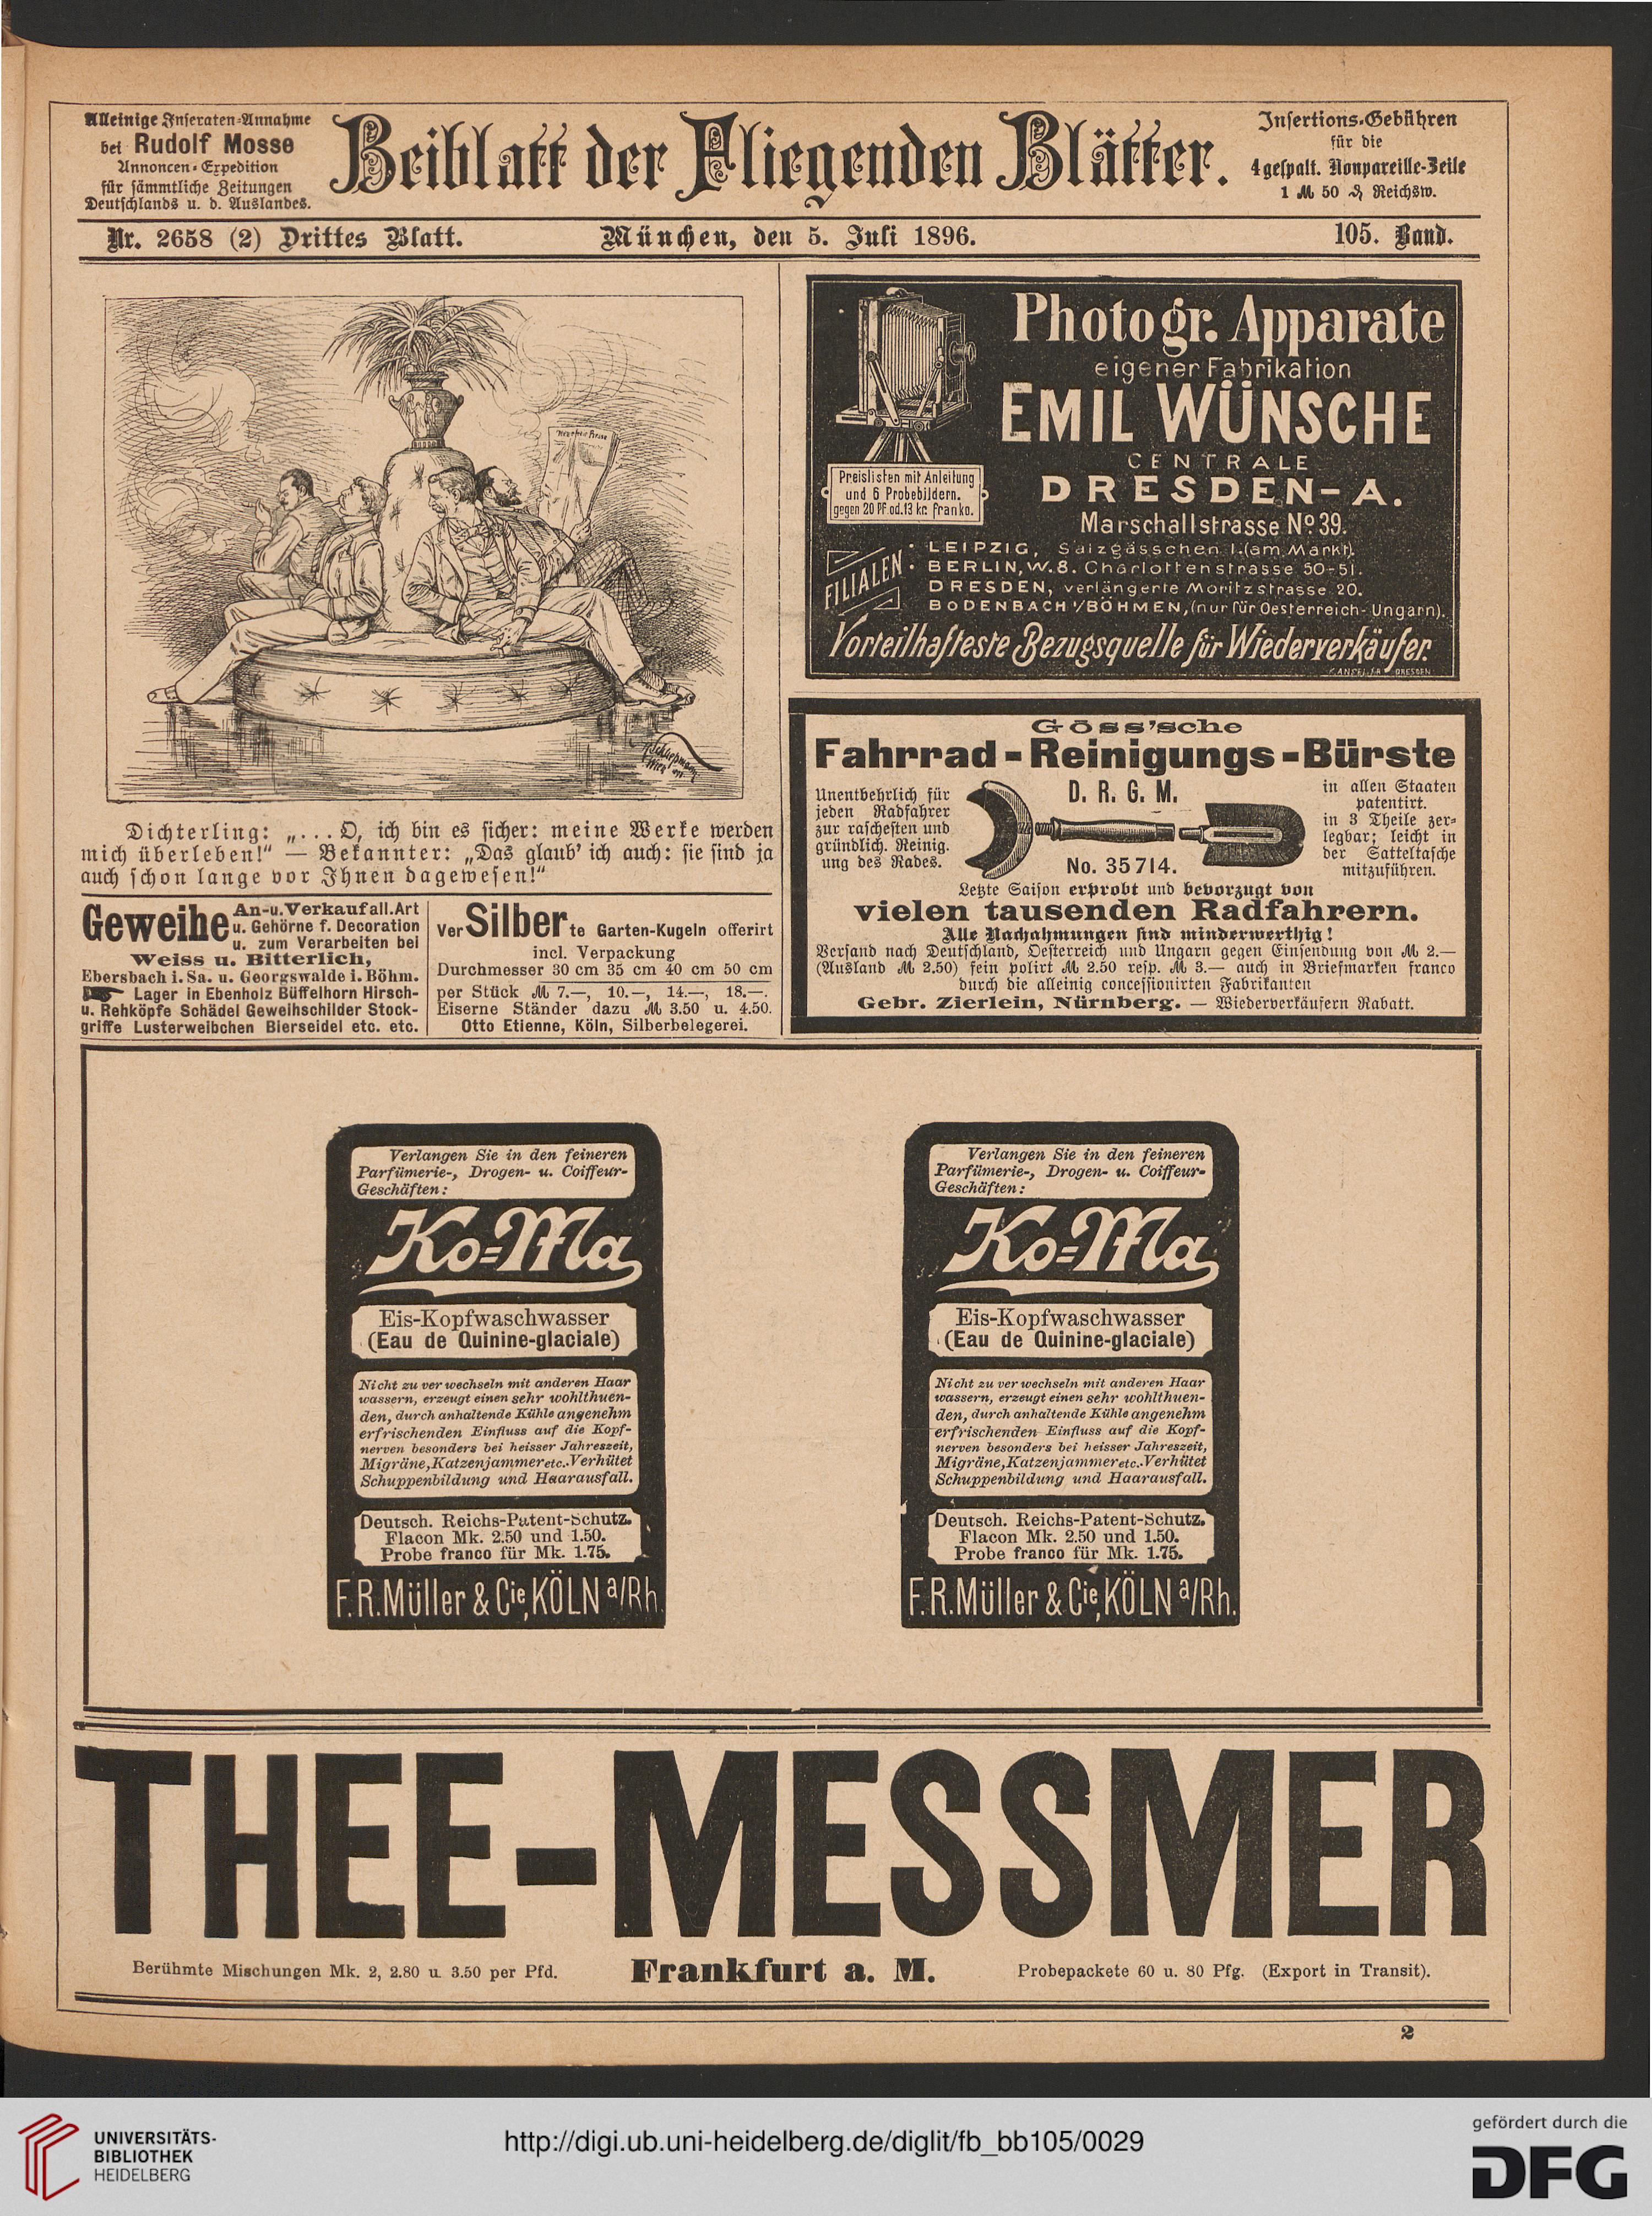 Alleinige Inseraten-Annahme
bei Rudolf Mosse
Annoncen-Expedition
für sämmtliche Zeitungen
Deutschlands u. d. Auslandes.
Beiblatt der Fliegenden Blätter.
Insertions-Gebühren
für die
4gespalt. Nonpareille-Zeile
1 ℳ 50 ₰ Reichsw.
Nr. 2658 (2) Drittes Blatt. München, den 5. Juli 1896. 105. Band.
Neue freie Presse
Schliessmann
Wien
Dichterling: „... O, ich bin es sicher: meine Werke werden
mich überleben!“ — Bekannter: „Das glaub’ ich auch: sie sind ja
auch schon lange vor Ihnen dagewesen!“
Geweihe An-u. Verkauf all. Art
u. Gehörne f. Decoration
u. zum Verarbeiten bei
Weiss u. Bitterlich,
Ebersbach i. Sa. u. Georgswalde i. Böhm.
Lager in Ebenholz Büffelhorn Hirsch-
u. Rehköpfe Schädel Geweihschilder Stock-
griffe Lusterweibchen Bierseidel etc. etc.
Ver Silber te Garten-Kugeln offerirt
incl. Verpackung
Durchmesser 30 cm 35 cm 40 cm 50 cm
per Stück ℳ 7.—, 10.—, 14.—, 18.—.
Eiserne Ständer dazu ℳ 3.50 u. 4.50.
Otto Etienne, Köln, Silberbelegerei.
Photogr. Apparate
eigener Fabrikation
EMIL WÜNSCHE
CENTRALE
DRESDEN-A.
Marschallstrasse No 39.
Preislisten mit Anleitung
und 6 Probebildern.
gegen 20 Pf. od. 13 kr. franko.
FILIALEN
LEIPZIG, Salzgässchen 1. (am Markt).
BERLIN, W. 8. Charlottenstrasse 50-51.
DRESDEN, verlängerte Moritzstrasse 20.
BODENBACH i/BÖHMEN, (nur für Oesterreich-Ungarn).
Vorteilhafteste Bezugsquelle für Wiederverkäufer.
DRESDEN
Göss’sche
Fahrrad-Reinigungs-Bürste
Unentbehrlich für
jeden Radfahrer
zur raschesten und
gründlich. Reinig.
ung des Rades.
D. R. G. M.
No. 35714.
in allen Staaten
patentirt.
in 3 Theile zer-
legbar; leicht in
der Satteltasche
mitzuführen.
Letzte Saison erprobt und bevorzugt von
vielen tausenden Radfahrern.
Alle Nachahmungen sind minderwerthig!
Versand nach Deutschland, Oesterreich und Ungarn gegen Einsendung von ℳ 2.—
(Ausland ℳ 2.50) fein polirt ℳ 2.50 resp. ℳ 3.— auch in Briefmarken franco
durch die alleinig concessionirten Fabrikanten
Gebr. Zierlein, Nürnberg. — Wiederverkäufern Rabatt.
Verlangen Sie in den feineren
Parfümerie-, Drogen- u. Coiffeur-
Geschäften:
Ko-Ma
Eis-Kopfwaschwasser
(Eau de Quinine-glaciale)
Nicht zu verwechseln mit anderen Haar
wassern, erzeugt einen sehr wohlthuen-
den, durch anhaltende Kühle angenehm
erfrischenden Einfluss auf die Kopf-
nerven besonders bei heisser Jahreszeit,
Migräne, Katzenjammer etc. Verhütet
Schuppenbildung und Haarausfall.
Deutsch. Reichs-Patent-Schutz.
Flacon Mk. 2.50 und 1.50.
Probe franco für Mk. 1.75.
F.R. Müller & Cie, KÖLN a/Rh.
Verlangen Sie in den feineren
Parfümerie-, Drogen- u. Coiffeur-
Geschäften:
Ko-Ma
Eis-Kopfwaschwasser
(Eau de Quinine-glaciale)
Nicht zu verwechseln mit anderen Haar
wassern, erzeugt einen sehr wohlthuen-
den, durch anhaltende Kühle angenehm
erfrischenden Einfluss auf die Kopf-
nerven besonders bei heisser Jahreszeit,
Migräne, Katzenjammer etc. Verhütet
Schuppenbildung und Haarausfall.
Deutsch. Reichs-Patent-Schutz.
Flacon Mk. 2.50 und 1.50.
Probe franco für Mk. 1.75.
F.R. Müller & Cie, KÖLN a/Rh.
THEE-MESSMER
Berühmte Mischungen Mk. 2, 2.80 u. 3.50 per Pfd. Frankfurt a. M. Probepackete 60 u. 80 Pfg. (Export in Transit).
2
UNIVERSITÄTS-
BIBLIOTHEK
HEIDELBERG
http://digi.ub.uni-heidelberg.de/diglit/fb_bb105/0029
gefördert durch die
DFG